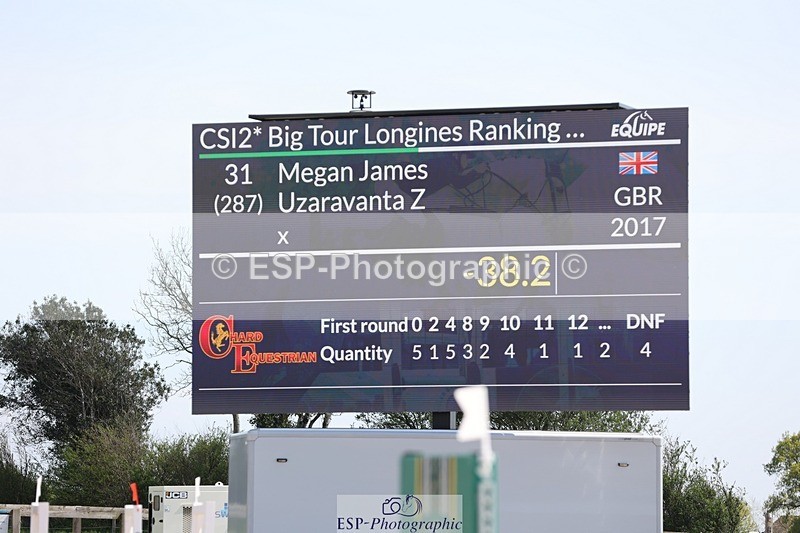 CSI2* Big Tour Longines Ranking ...
EQUIPE
31 Megan James
(287) Uzaravanta Z GBR
x 2017
-38.2
© ESP-Photographic ©
CHARD
EQUESTRIAN
First round 0 2 4 8 9 10 11 12 ... DNF
Quantity 5 1 5 3 2 4 1 1 2 4
JCB
ESP-Photographic